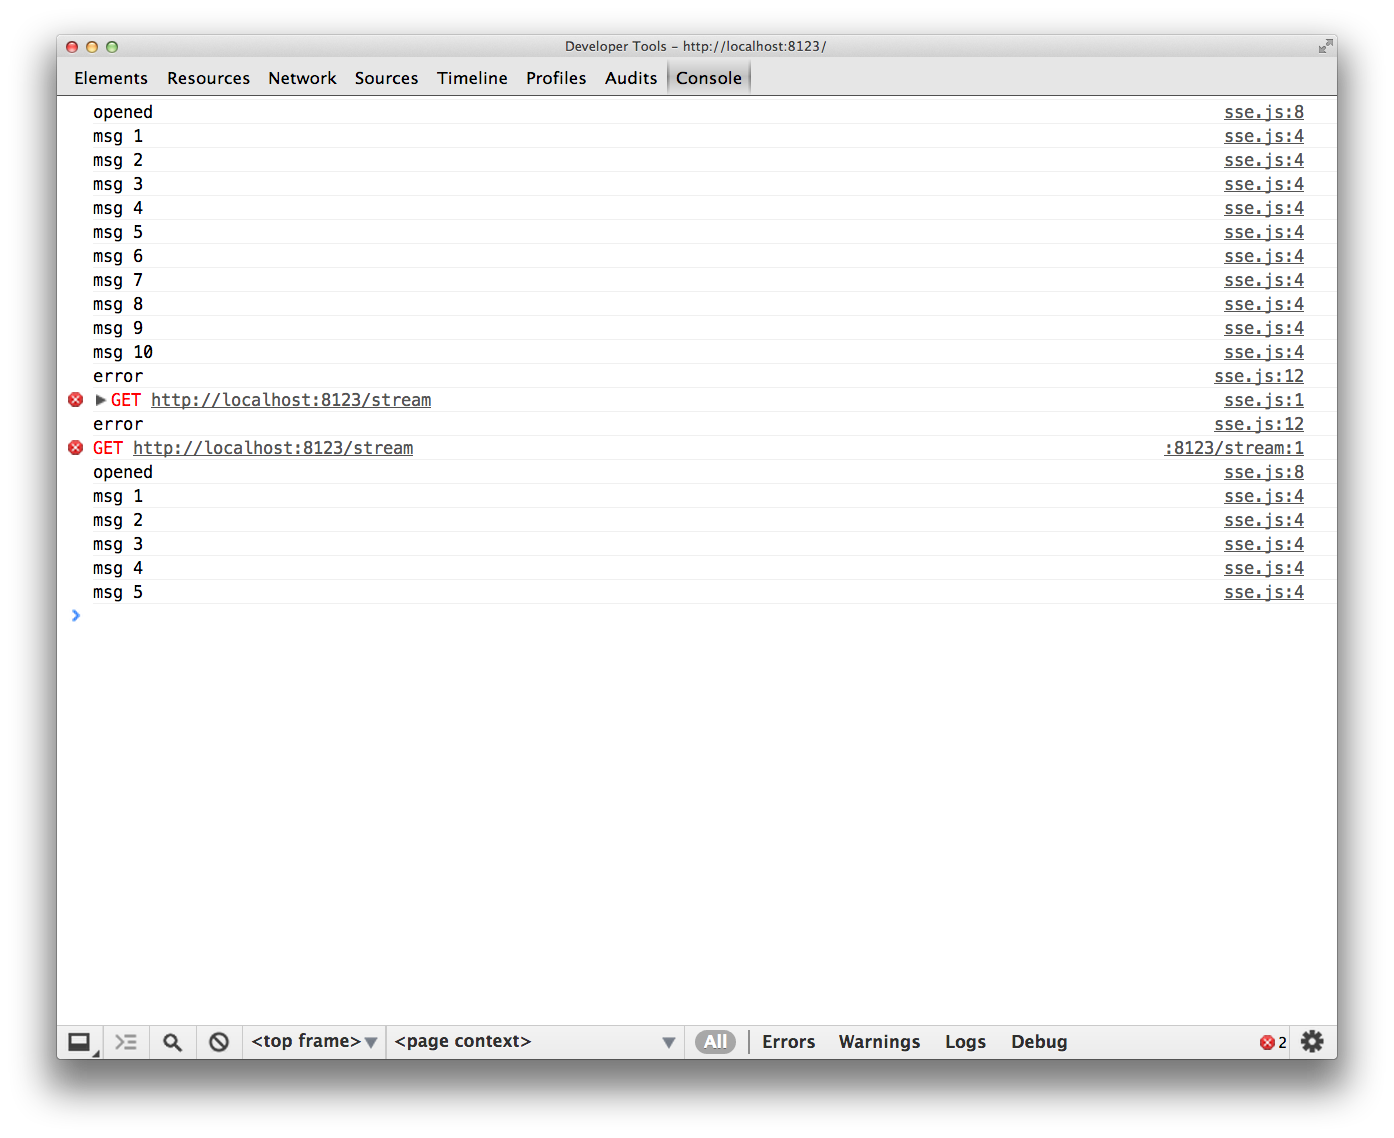 Developer Tools - http://localhost:8123/
Elements Resources Network Sources Timeline Profiles Audits Console
opened sse.js:8
msg 1 sse.js:4
msg 2 sse.js:4
msg 3 sse.js:4
msg 4 sse.js:4
msg 5 sse.js:4
msg 6 sse.js:4
msg 7 sse.js:4
msg 8 sse.js:4
msg 9 sse.js:4
msg 10 sse.js:4
error sse.js:12
GET http://localhost:8123/stream sse.js:1
error sse.js:12
GET http://localhost:8123/stream :8123/stream:1
opened sse.js:8
msg 1 sse.js:4
msg 2 sse.js:4
msg 3 sse.js:4
msg 4 sse.js:4
msg 5 sse.js:4
<top frame> <page context> All Errors Warnings Logs Debug 2